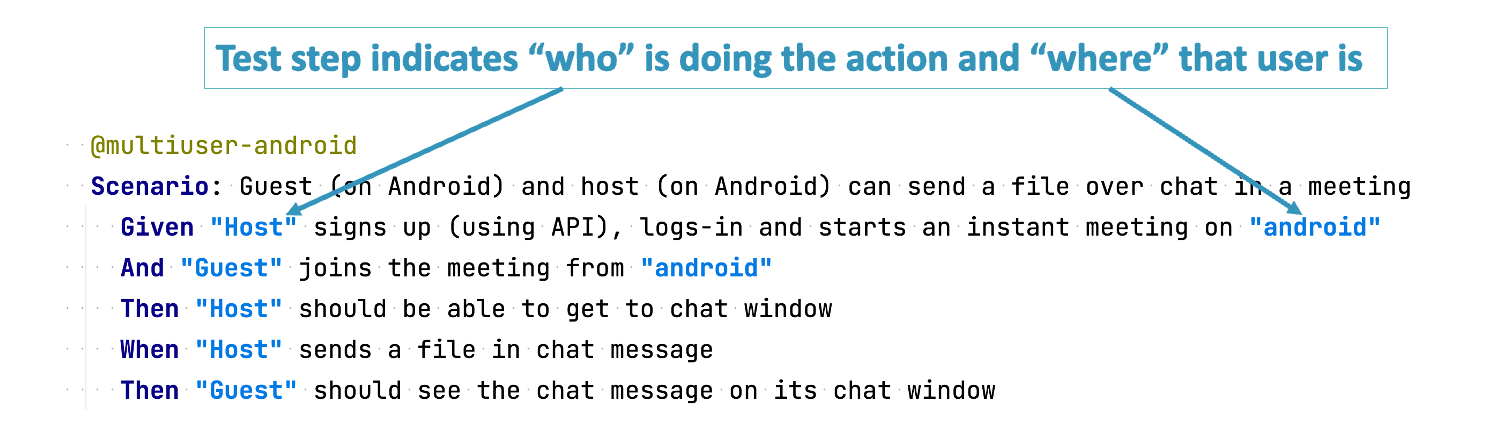 Test step indicates “who” is doing the action and “where” that user is
@multiuser-android
Scenario: Guest (on Android) and host (on Android) can send a file over chat in a meeting
Given "Host" signs up (using API), logs-in and starts an instant meeting on "android"
And "Guest" joins the meeting from "android"
Then "Host" should be able to get to chat window
When "Host" sends a file in chat message
Then "Guest" should see the chat message on its chat window